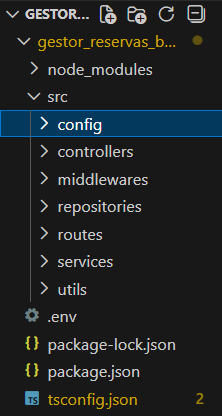 GESTOR...
gestor_reservas_b...
node_modules
src
config
controllers
middlewares
repositories
routes
services
utils
.env
package-lock.json
package.json
tsconfig.json 2